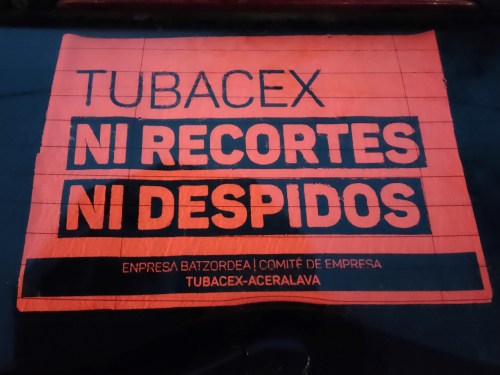 TUBACEX
NI RECORTES
NI DESPIDOS
ENPRESA BATZORDEA | COMITÉ DE EMPRESA
TUBACEX-ACERALAVA